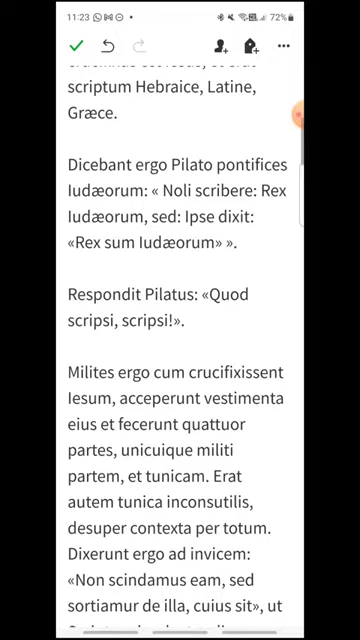 11:23
72%
scriptum Hebraice, Latine,
Græce.
Dicebant ergo Pilato pontifices
Iudæorum: « Noli scribere: Rex
Iudæorum, sed: Ipse dixit:
«Rex sum Iudæorum» ».
Respondit Pilatus: «Quod
scripsi, scripsi!».
Milites ergo cum crucifixissent
Iesum, acceperunt vestimenta
eius et fecerunt quattuor
partes, unicuique militi
partem, et tunicam. Erat
autem tunica inconsutilis,
desuper contexta per totum.
Dixerunt ergo ad invicem:
«Non scindamus eam, sed
sortiamur de illa, cuius sit», ut